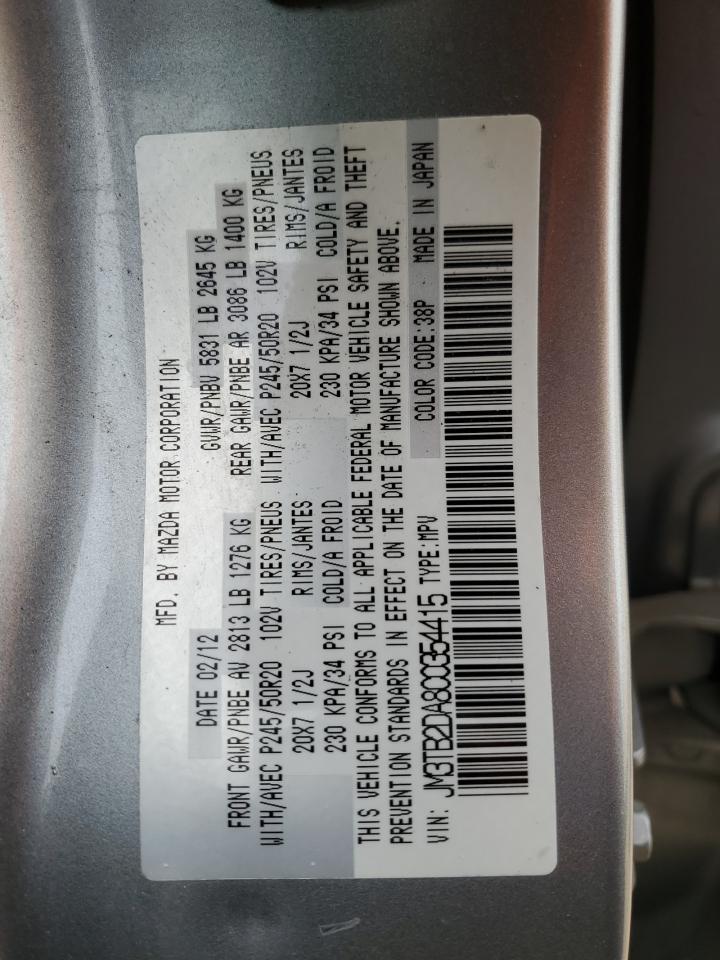 MFD. BY MAZDA MOTOR CORPORATION
DATE 02/12 GVWR/PNBV 5831 LB 2645 KG
FRONT GAWR/PNBE AV 2813 LB 1276 KG REAR GAWR/PNBE AR 3086 LB 1400 KG
WITH/AVEC P245/50R20 102V TIRES/PNEUS WITH/AVEC P245/50R20 102V TIRES/PNEUS
20X7 1/2J RIMS/JANTES 20X7 1/2J RIMS/JANTES
230 KPA/34 PSI COLD/A FROID 230 KPA/34 PSI COLD/A FROID
THIS VEHICLE CONFORMS TO ALL APPLICABLE FEDERAL MOTOR VEHICLE SAFETY AND THEFT
PREVENTION STANDARDS IN EFFECT ON THE DATE OF MANUFACTURE SHOWN ABOVE.
COLOR CODE:38P MADE IN JAPAN
VIN: JM3TB2DA8C0354415 TYPE:MPV